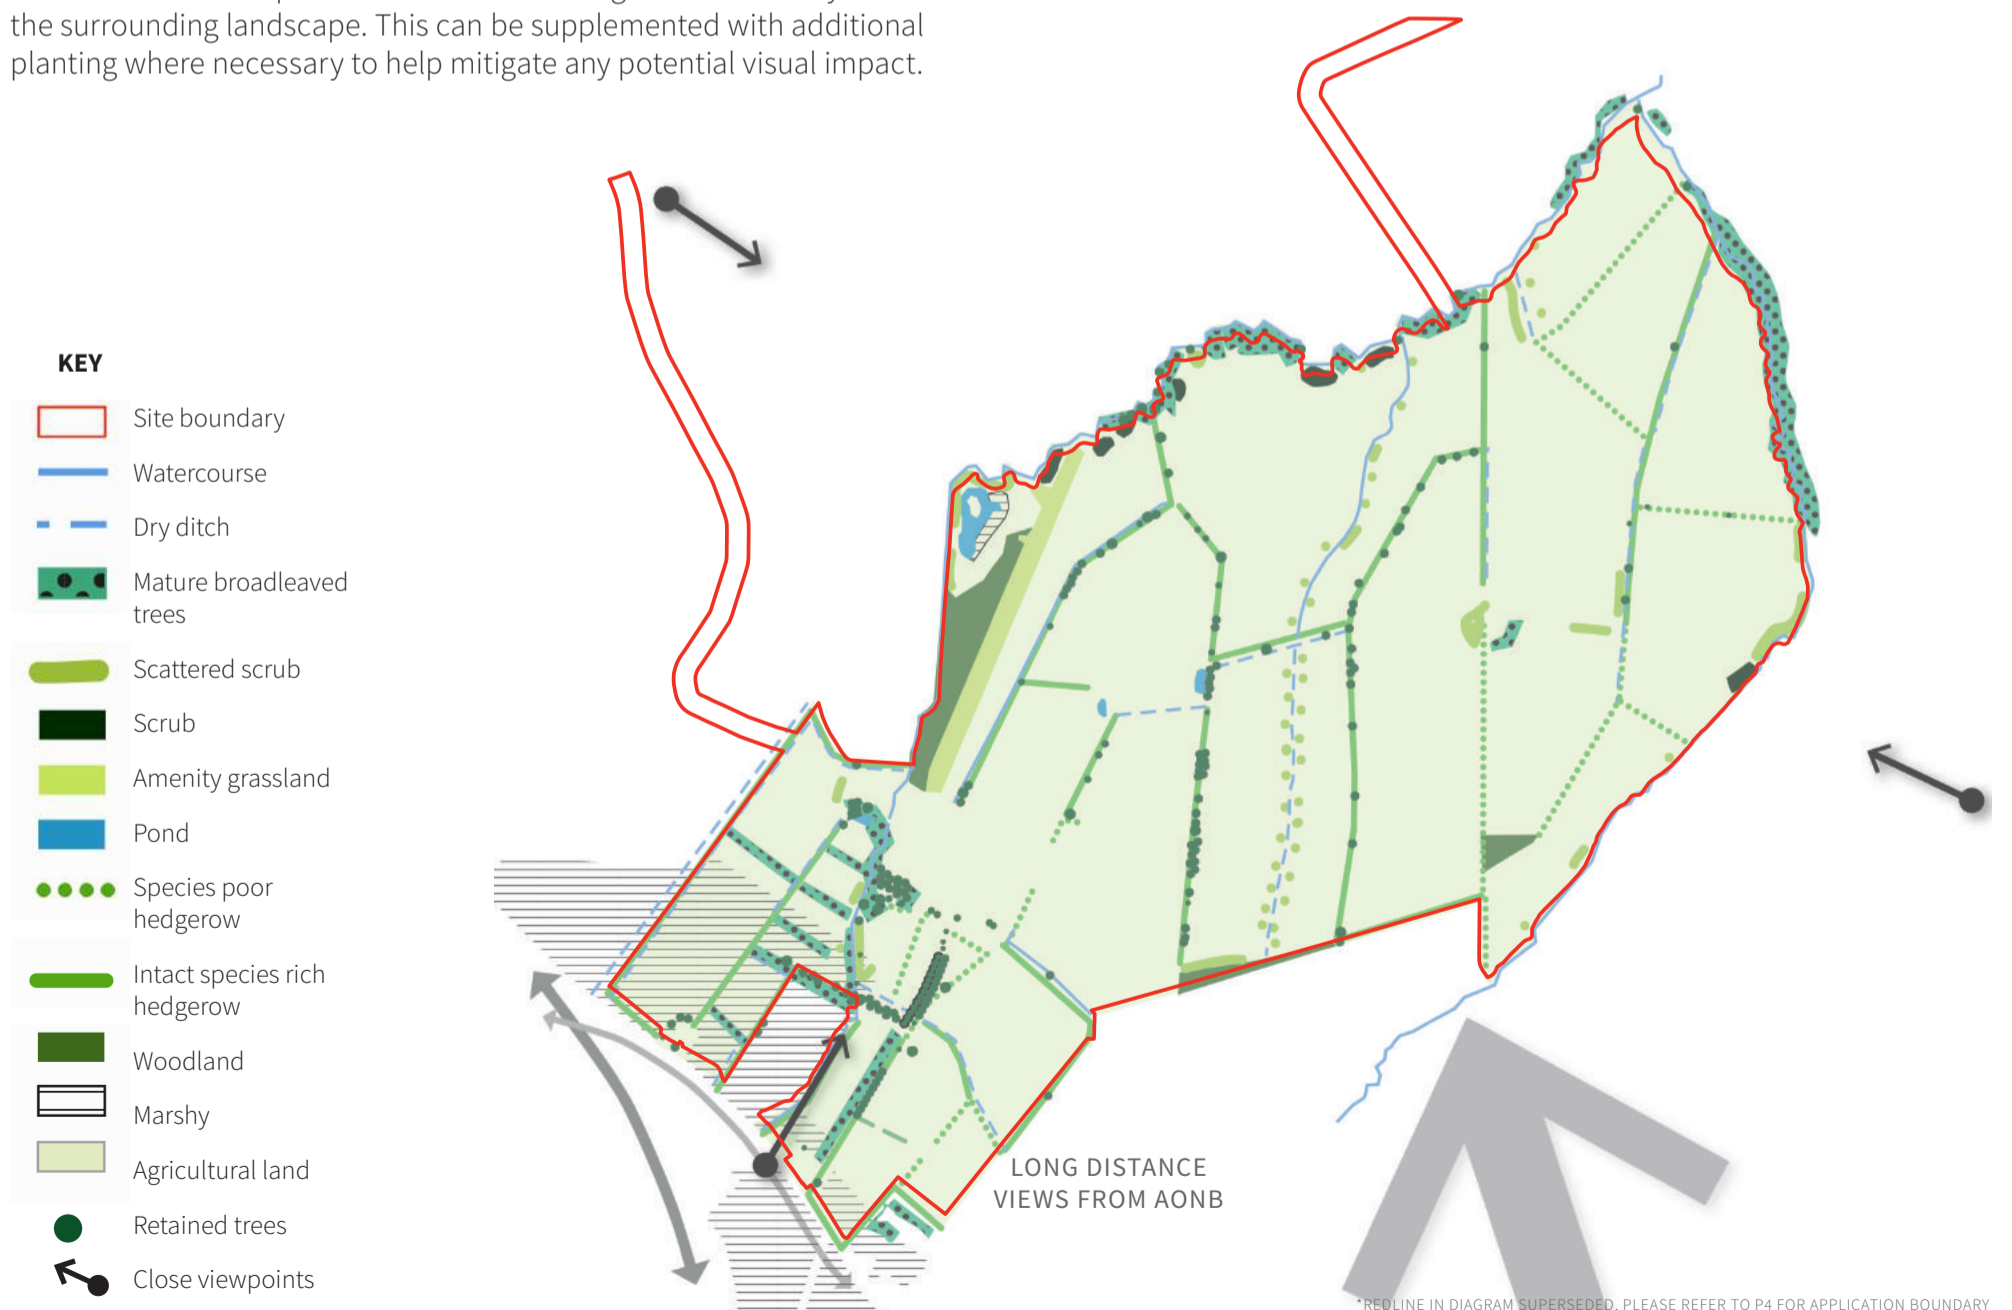 the surrounding landscape. This can be supplemented with additional
planting where necessary to help mitigate any potential visual impact.
KEY
Site boundary
Watercourse
Dry ditch
Mature broadleaved
trees
Scattered scrub
Scrub
Amenity grassland
Pond
Species poor
hedgerow
Intact species rich
hedgerow
Woodland
Marshy
Agricultural land
Retained trees
Close viewpoints
LONG DISTANCE
VIEWS FROM AONB
*REDLINE IN DIAGRAM SUPERSEDED. PLEASE REFER TO P4 FOR APPLICATION BOUNDARY